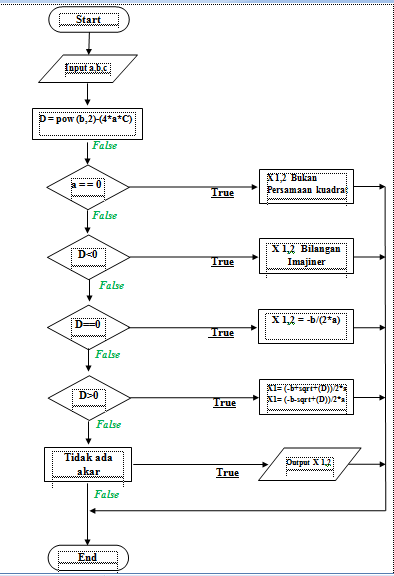 Start
Input a,b,c
D = pow (b,2)-(4*a*C)
False
a == 0
True
X 1,2 Bukan
Persamaan kuadra
False
D<0
True
X 1,2 Bilangan
Imajiner
False
D==0
True
X 1,2 = -b/(2*a)
False
D>0
True
X1= (-b+sqrt+(D))/2*a
X1= (-b-sqrt+(D))/2*a
False
Tidak ada
akar
True
Output X 1,2
False
End